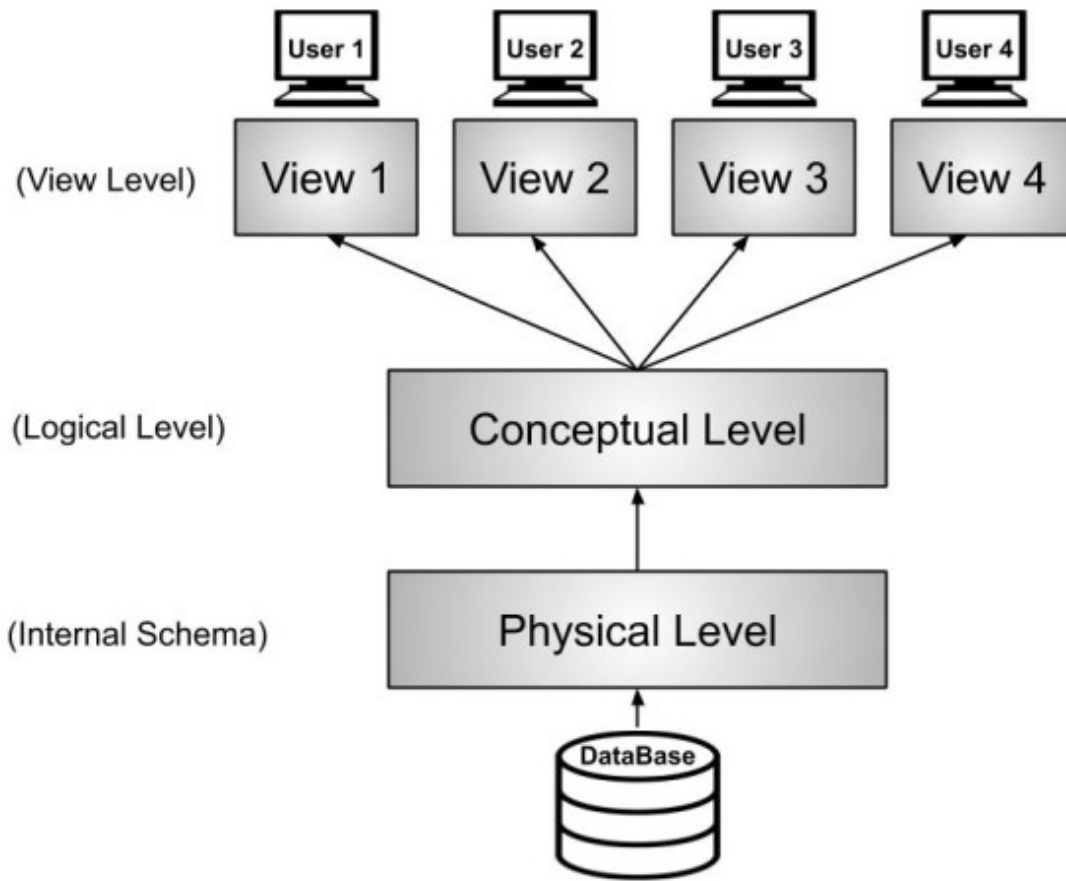 User 1
User 2
User 3
User 4
(View Level)
View 1
View 2
View 3
View 4
(Logical Level)
Conceptual Level
(Internal Schema)
Physical Level
DataBase